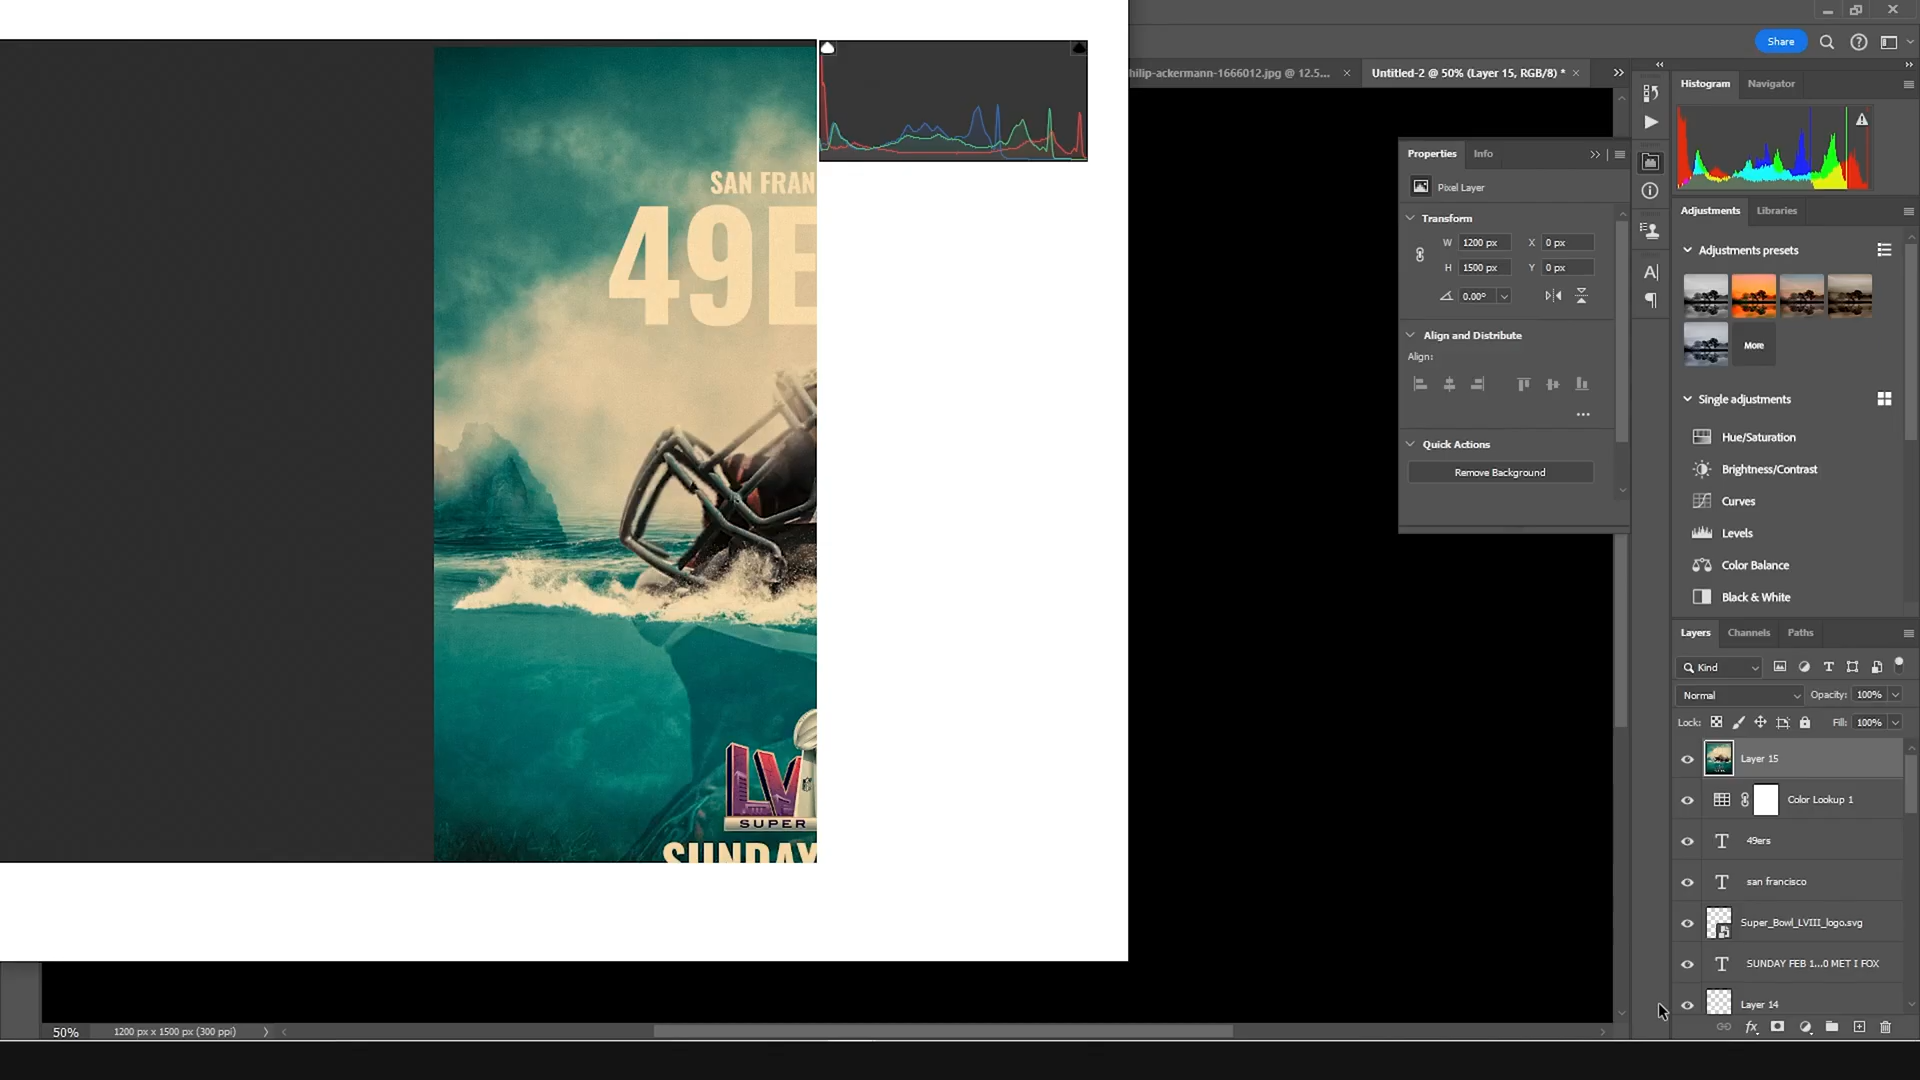 Share
hilip-ackermann-1666012.jpg @ 12.5...
Untitled-2 @ 50% (Layer 15, RGB/8) *
Histogram
Navigator
Properties
Info
Pixel Layer
Transform
W 1200 px X 0 px
H 1500 px Y 0 px
0.00°
Align and Distribute
Align:
Quick Actions
Remove Background
Adjustments
Libraries
Adjustments presets
More
Single adjustments
Hue/Saturation
Brightness/Contrast
Curves
Levels
Color Balance
Black & White
Layers
Channels
Paths
Kind
Normal
Opacity: 100%
Lock:
Fill: 100%
Layer 15
Color Lookup 1
49ers
san francisco
Super_Bowl_LVIII_logo.svg
SUNDAY FEB 1...0 MET I FOX
Layer 14
SAN FRAN
49E
LV
SUPER
SUNDAY
50%
1200 px x 1500 px (300 ppi)